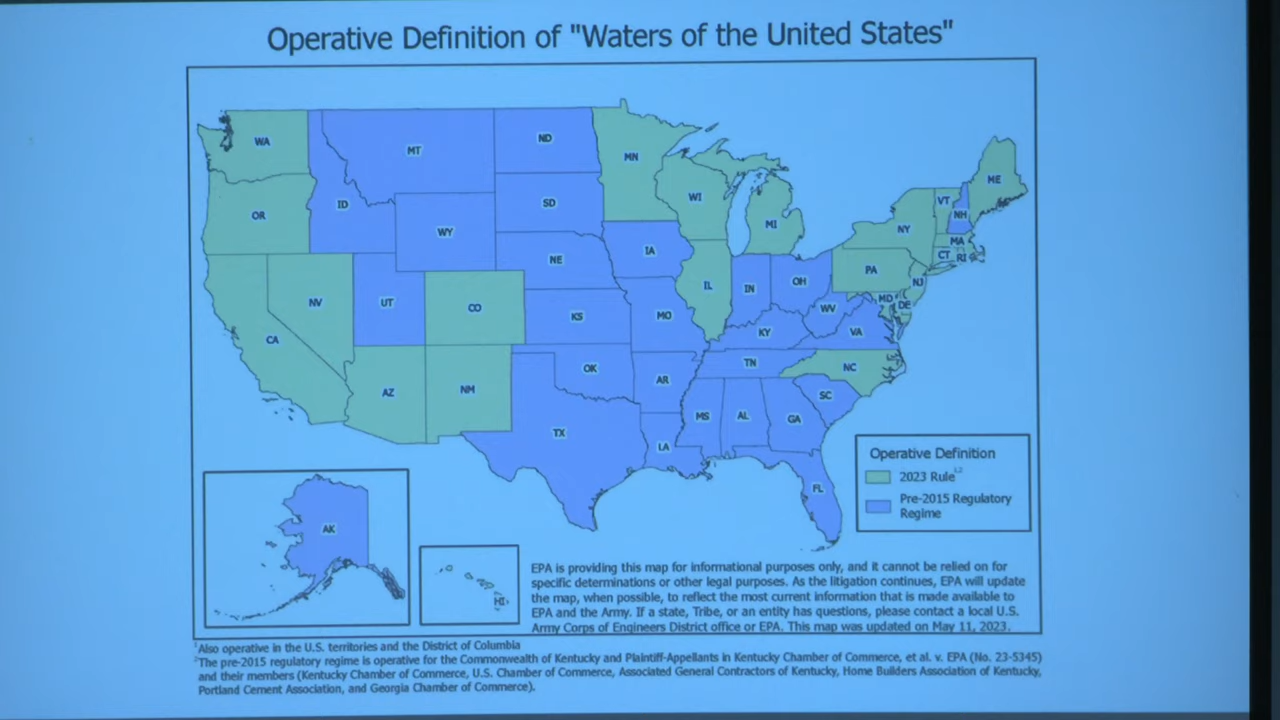 Operative Definition of "Waters of the United States"
WA
MT
ND
MN
ME
OR
ID
SD
WI
MI
VT
NH
NY
WY
MA
CT RI
IA
NE
PA
NJ
NV
UT
CO
IL
IN
OH
MD
DE
WV
KS
MO
KY
VA
CA
TN
NC
OK
AZ
NM
AR
SC
MS
AL
GA
TX
LA
FL
AK
HI
Operative Definition
2023 Rule1,2
Pre-2015 Regulatory
Regime
EPA is providing this map for informational purposes only, and it cannot be relied on for
specific determinations or other legal purposes. As the litigation continues, EPA will update
the map, when possible, to reflect the most current information that is made available to
EPA and the Army. If a state, Tribe, or an entity has questions, please contact a local U.S.
Army Corps of Engineers District office or EPA. This map was updated on May 11, 2023.
1Also operative in the U.S. territories and the District of Columbia
2The pre-2015 regulatory regime is operative for the Commonwealth of Kentucky and Plaintiff-Appellants in Kentucky Chamber of Commerce, et al. v. EPA (No. 23-5345)
and their members (Kentucky Chamber of Commerce, U.S. Chamber of Commerce, Associated General Contractors of Kentucky, Home Builders Association of Kentucky,
Portland Cement Association, and Georgia Chamber of Commerce).